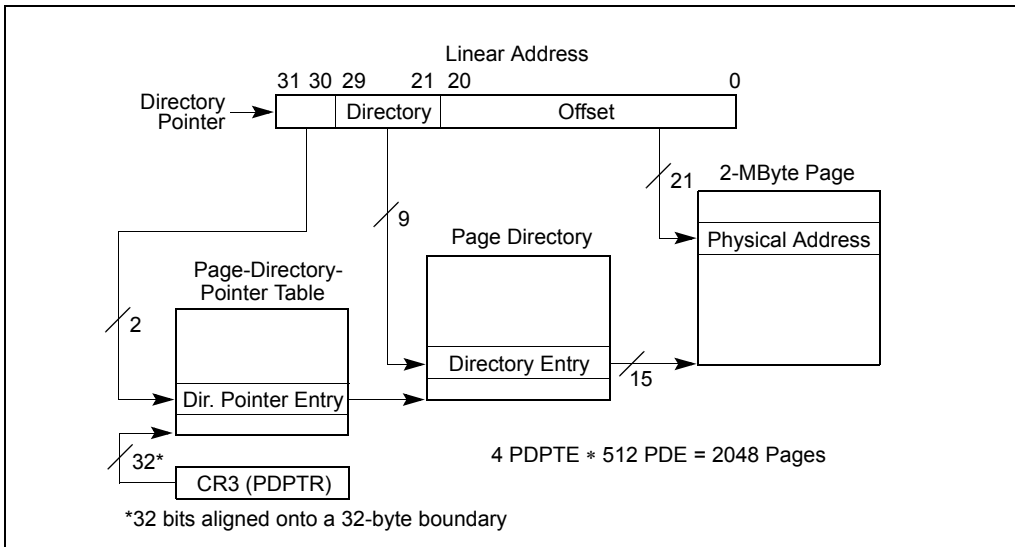 Linear Address
31 30 29 21 20 0
Directory
Pointer
Directory Offset
21
2-MByte Page
9
Page Directory
Physical Address
Page-Directory-
Pointer Table
2
Directory Entry
15
Dir. Pointer Entry
32*
4 PDPTE ∗ 512 PDE = 2048 Pages
CR3 (PDPTR)
*32 bits aligned onto a 32-byte boundary